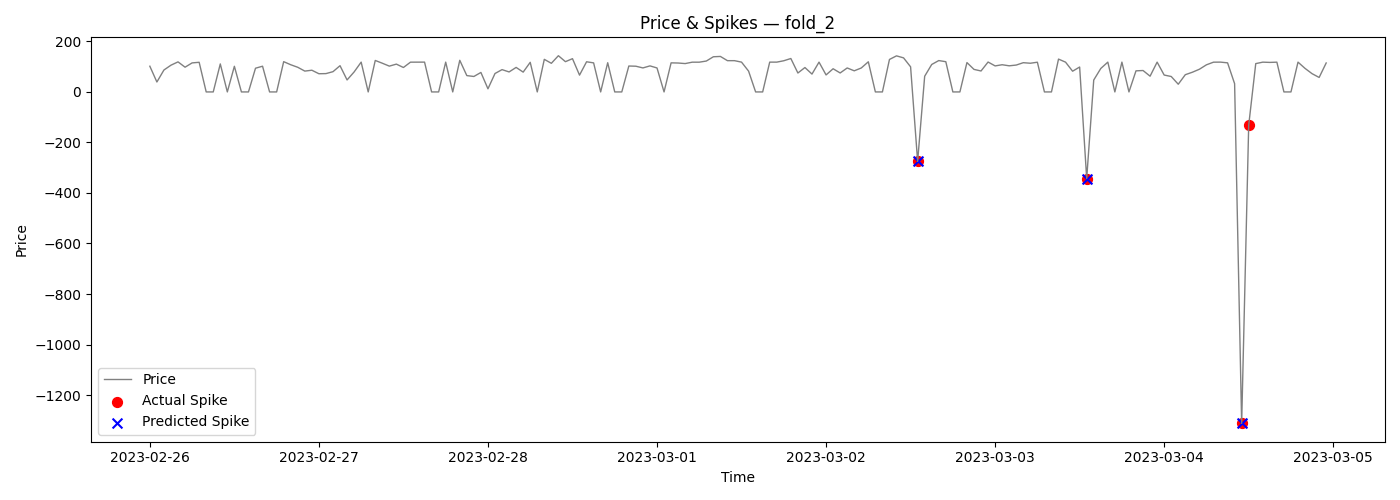 Price & Spikes — fold_2
Price
200
0
−200
−400
−600
−800
−1000
−1200
Price
Actual Spike
Predicted Spike
2023-02-26
2023-02-27
2023-02-28
2023-03-01
2023-03-02
2023-03-03
2023-03-04
2023-03-05
Time